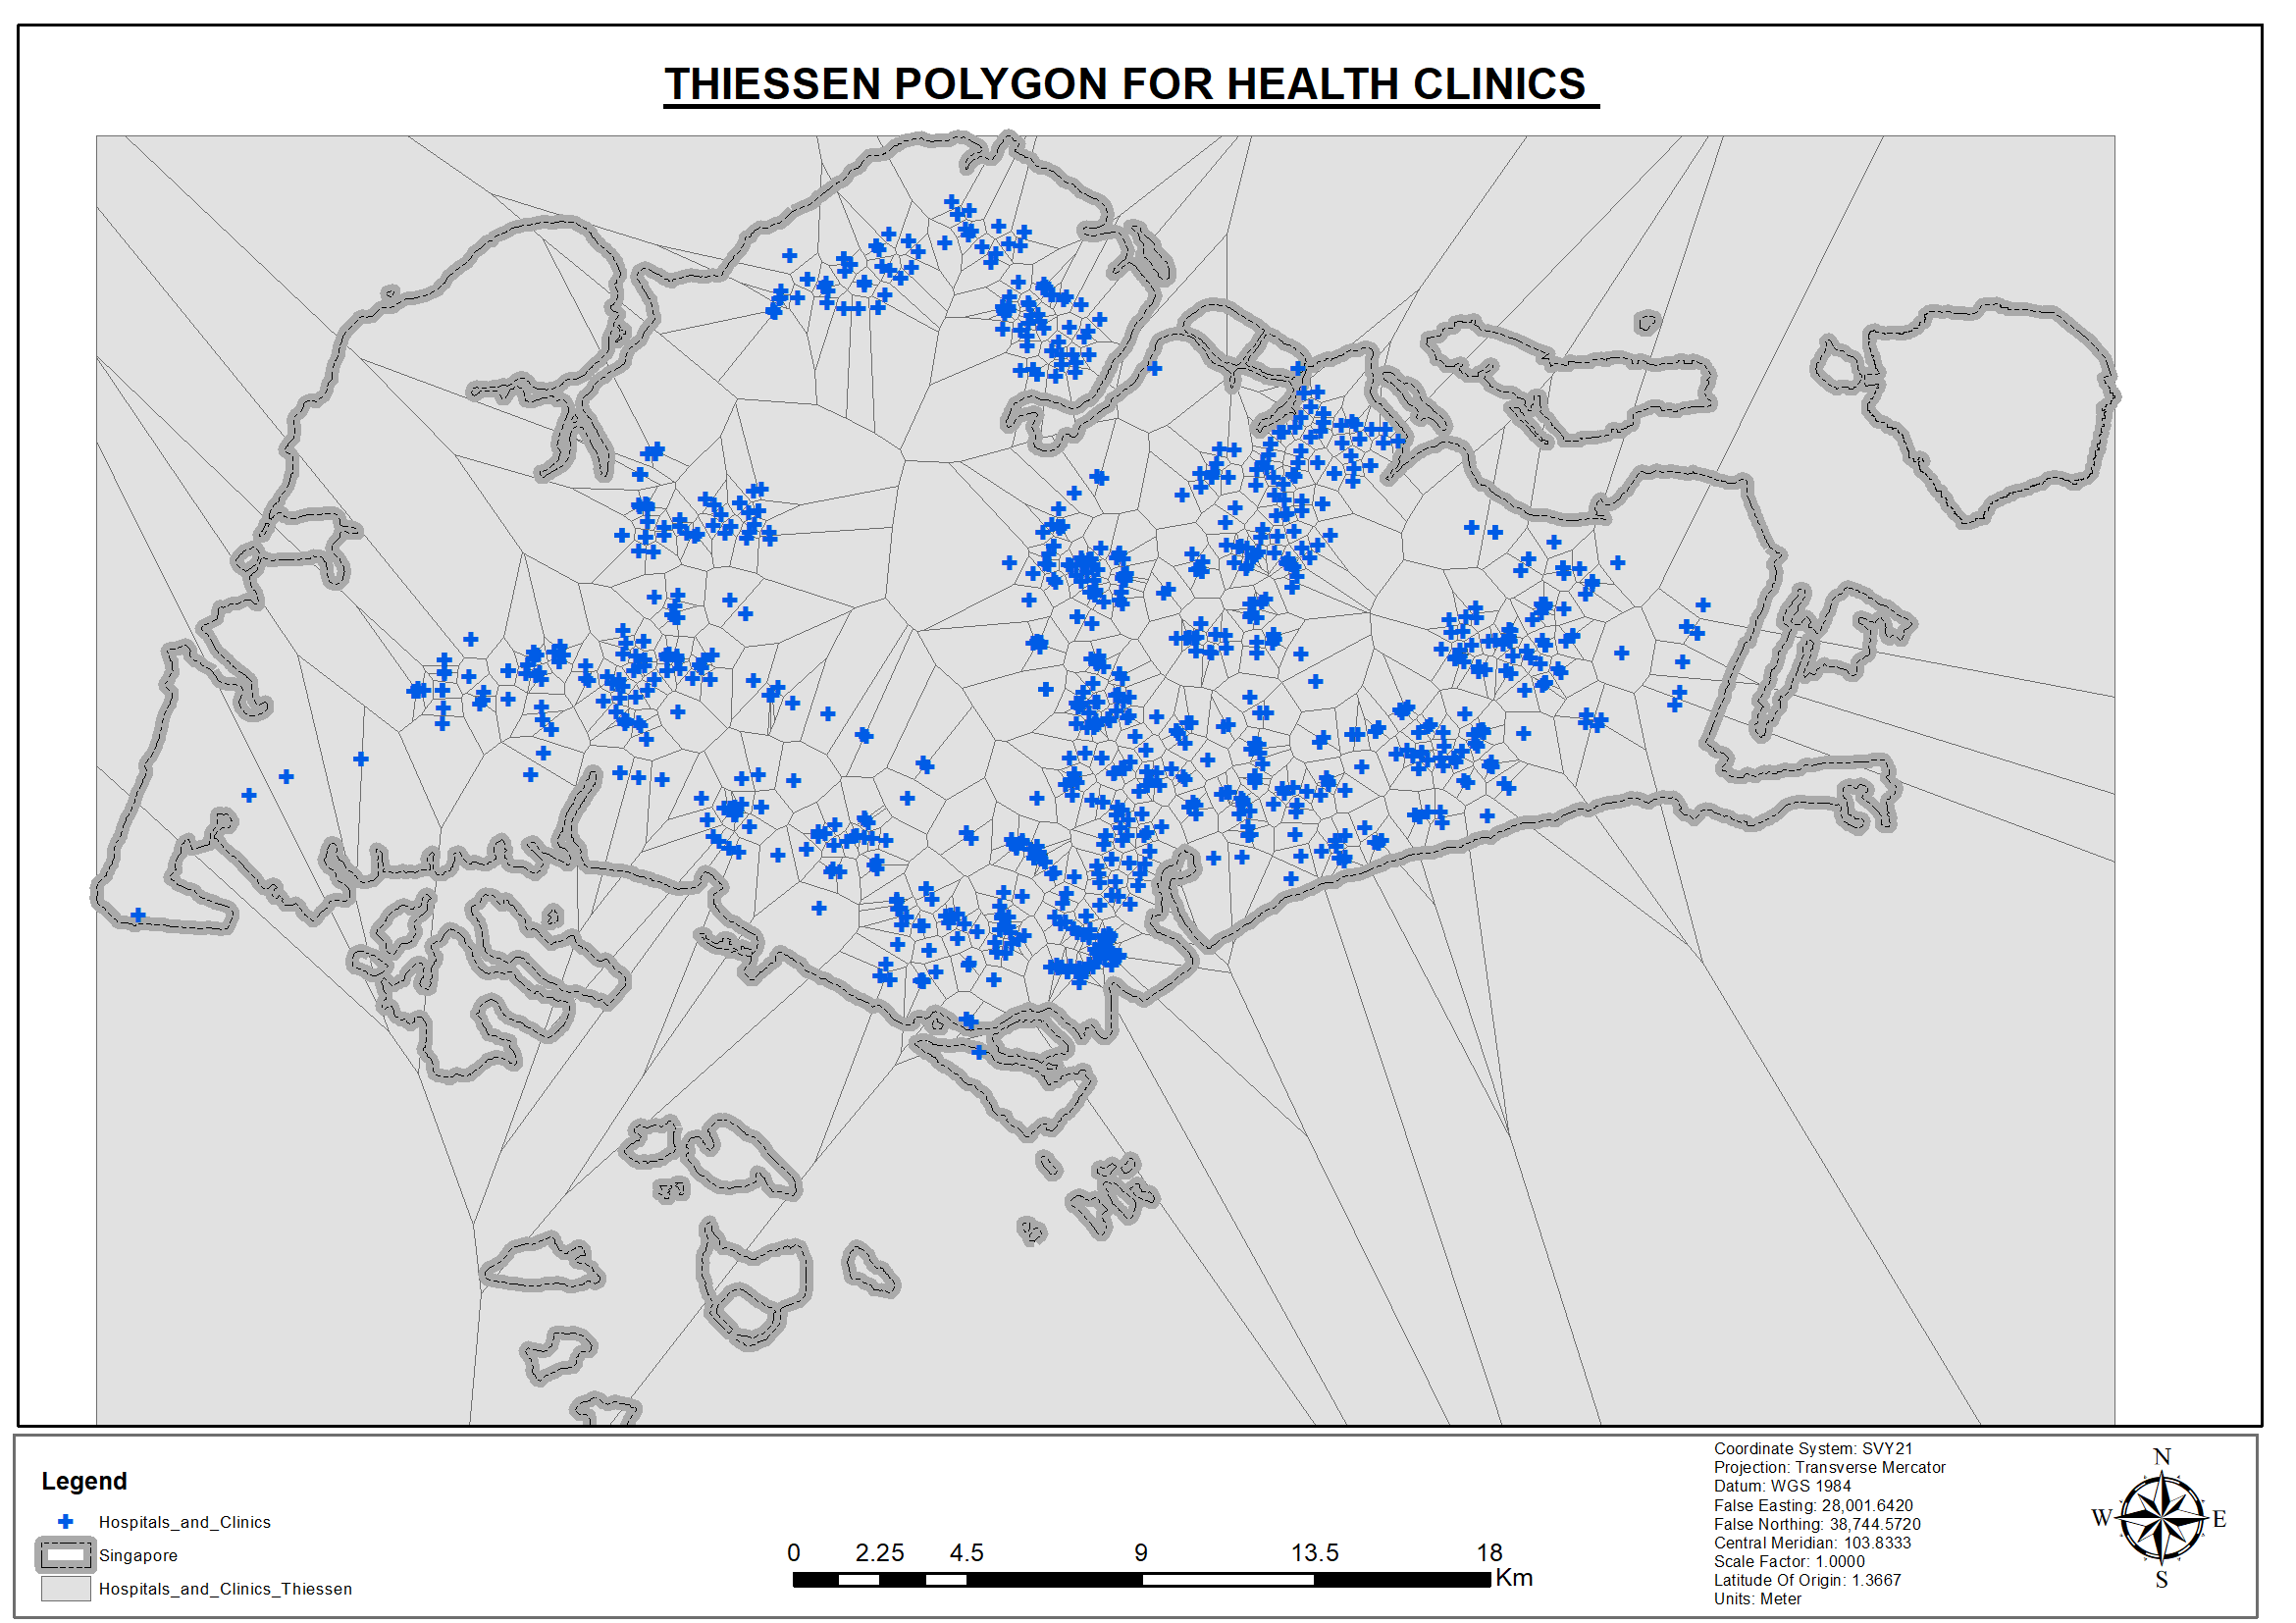 THIESSEN POLYGON FOR HEALTH CLINICS
Legend
Hospitals_and_Clinics
Singapore
Hospitals_and_Clinics_Thiessen
0 2.25 4.5 9 13.5 18
Km
Coordinate System: SVY21
Projection: Transverse Mercator
Datum: WGS 1984
False Easting: 28,001.6420
False Northing: 38,744.5720
Central Meridian: 103.8333
Scale Factor: 1.0000
Latitude Of Origin: 1.3667
Units: Meter
N
W E
S